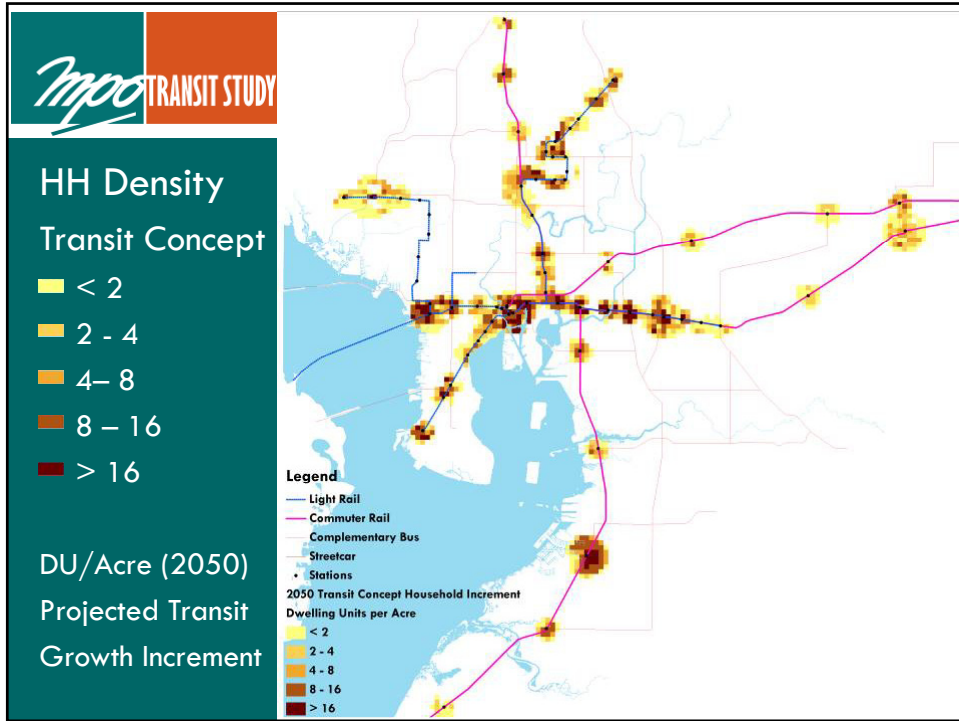 mpo TRANSIT STUDY
HH Density
Transit Concept
< 2
2 - 4
4– 8
8 – 16
> 16
DU/Acre (2050)
Projected Transit
Growth Increment
Legend
Light Rail
Commuter Rail
Complementary Bus
Streetcar
Stations
2050 Transit Concept Household Increment
Dwelling Units per Acre
< 2
2 - 4
4 - 8
8 - 16
> 16